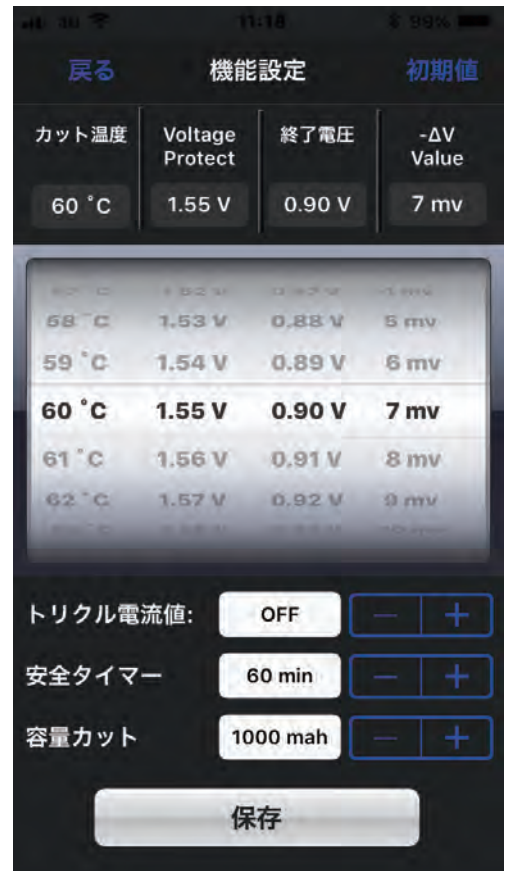 11:18 99%
戻る 機能設定 初期値
カット温度 Voltage Protect 終了電圧 -ΔV Value
60 °C 1.55 V 0.90 V 7 mv
58 °C 1.53 V 0.88 V 5 mv
59 °C 1.54 V 0.89 V 6 mv
60 °C 1.55 V 0.90 V 7 mv
61 °C 1.56 V 0.91 V 8 mv
62 °C 1.57 V 0.92 V 9 mv
トリクル電流値: OFF － ＋
安全タイマー 60 min － ＋
容量カット 1000 mah － ＋
保存